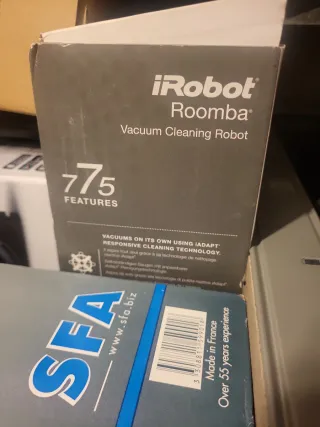 iRobot®
Roomba®
Vacuum Cleaning Robot
775
FEATURES
VACUUMS ON ITS OWN USING iADAPT®
RESPONSIVE CLEANING TECHNOLOGY.
SFA
www.sfa.biz
Made in France
Over 55 years experience